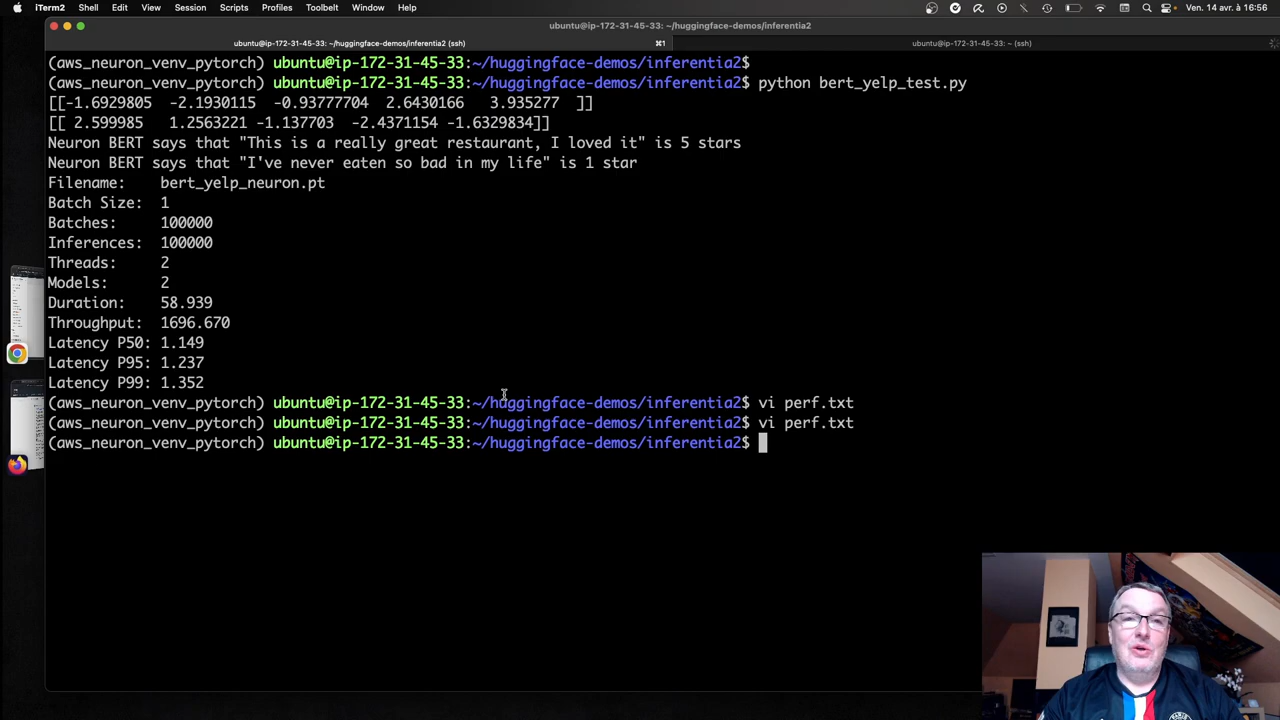 iTerm2 Shell Edit View Session Scripts Profiles Toolbelt Window Help Ven. 14 avr. à 16:56
ubuntu@ip-172-31-45-33: ~/huggingface-demos/inferentia2
ubuntu@ip-172-31-45-33: ~/huggingface-demos/inferentia2 (ssh) ⌘1 ubuntu@ip-172-31-45-33: ~ (ssh)
(aws_neuron_venv_pytorch) ubuntu@ip-172-31-45-33:~/huggingface-demos/inferentia2$
(aws_neuron_venv_pytorch) ubuntu@ip-172-31-45-33:~/huggingface-demos/inferentia2$ python bert_yelp_test.py
[[-1.6929805 -2.1930115 -0.93777704 2.6430166 3.935277 ]]
[[ 2.599985 1.2563221 -1.137703 -2.4371154 -1.6329834]]
Neuron BERT says that "This is a really great restaurant, I loved it" is 5 stars
Neuron BERT says that "I've never eaten so bad in my life" is 1 star
Filename: bert_yelp_neuron.pt
Batch Size: 1
Batches: 100000
Inferences: 100000
Threads: 2
Models: 2
Duration: 58.939
Throughput: 1696.670
Latency P50: 1.149
Latency P95: 1.237
Latency P99: 1.352
(aws_neuron_venv_pytorch) ubuntu@ip-172-31-45-33:~/huggingface-demos/inferentia2$ vi perf.txt
(aws_neuron_venv_pytorch) ubuntu@ip-172-31-45-33:~/huggingface-demos/inferentia2$ vi perf.txt
(aws_neuron_venv_pytorch) ubuntu@ip-172-31-45-33:~/huggingface-demos/inferentia2$